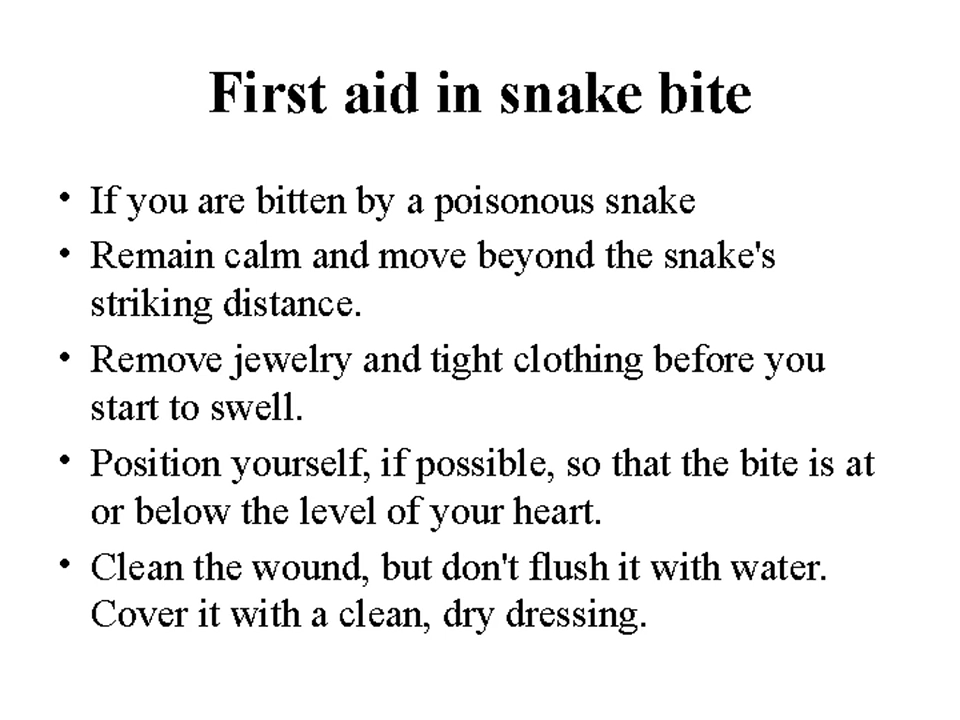 First aid in snake bite
• If you are bitten by a poisonous snake
• Remain calm and move beyond the snake's
striking distance.
• Remove jewelry and tight clothing before you
start to swell.
• Position yourself, if possible, so that the bite is at
or below the level of your heart.
• Clean the wound, but don't flush it with water.
Cover it with a clean, dry dressing.